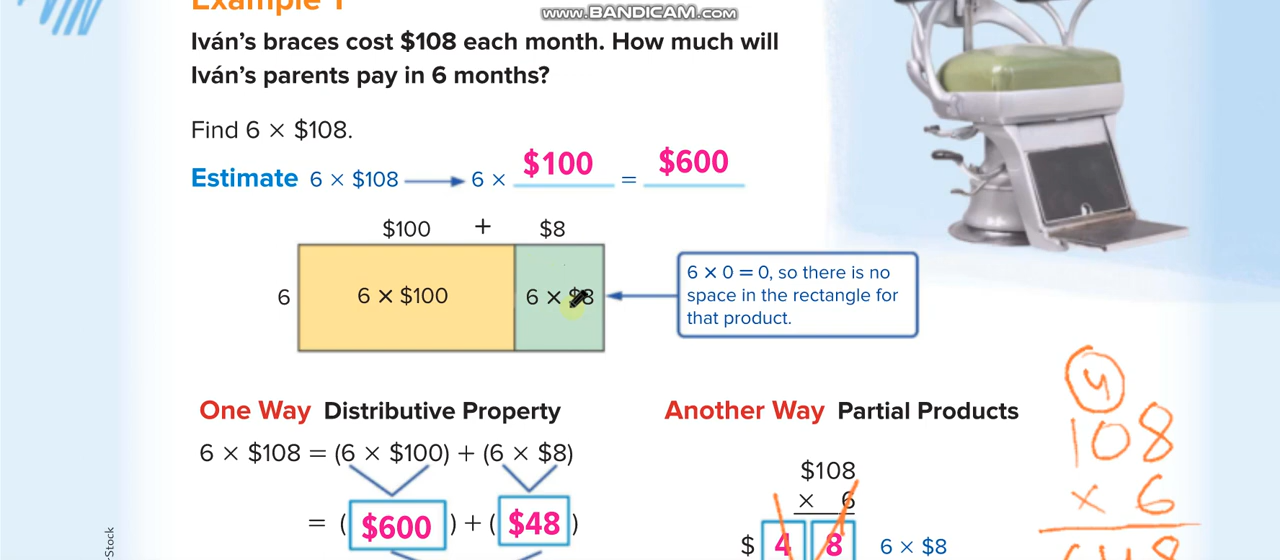 Example 1
www.BANDICAM.com
Iván's braces cost $108 each month. How much will
Iván's parents pay in 6 months?
Find 6 × $108.
Estimate 6 × $108 → 6 × $100 = $600
$100 + $8
6
6 × $100
6 × $8
6 × 0 = 0, so there is no
space in the rectangle for
that product.
One Way Distributive Property
6 × $108 = (6 × $100) + (6 × $8)
= ( $600 ) + ( $48 )
Another Way Partial Products
$108
× 6
$ 4 8 6 × $8
4
108
× 6
648